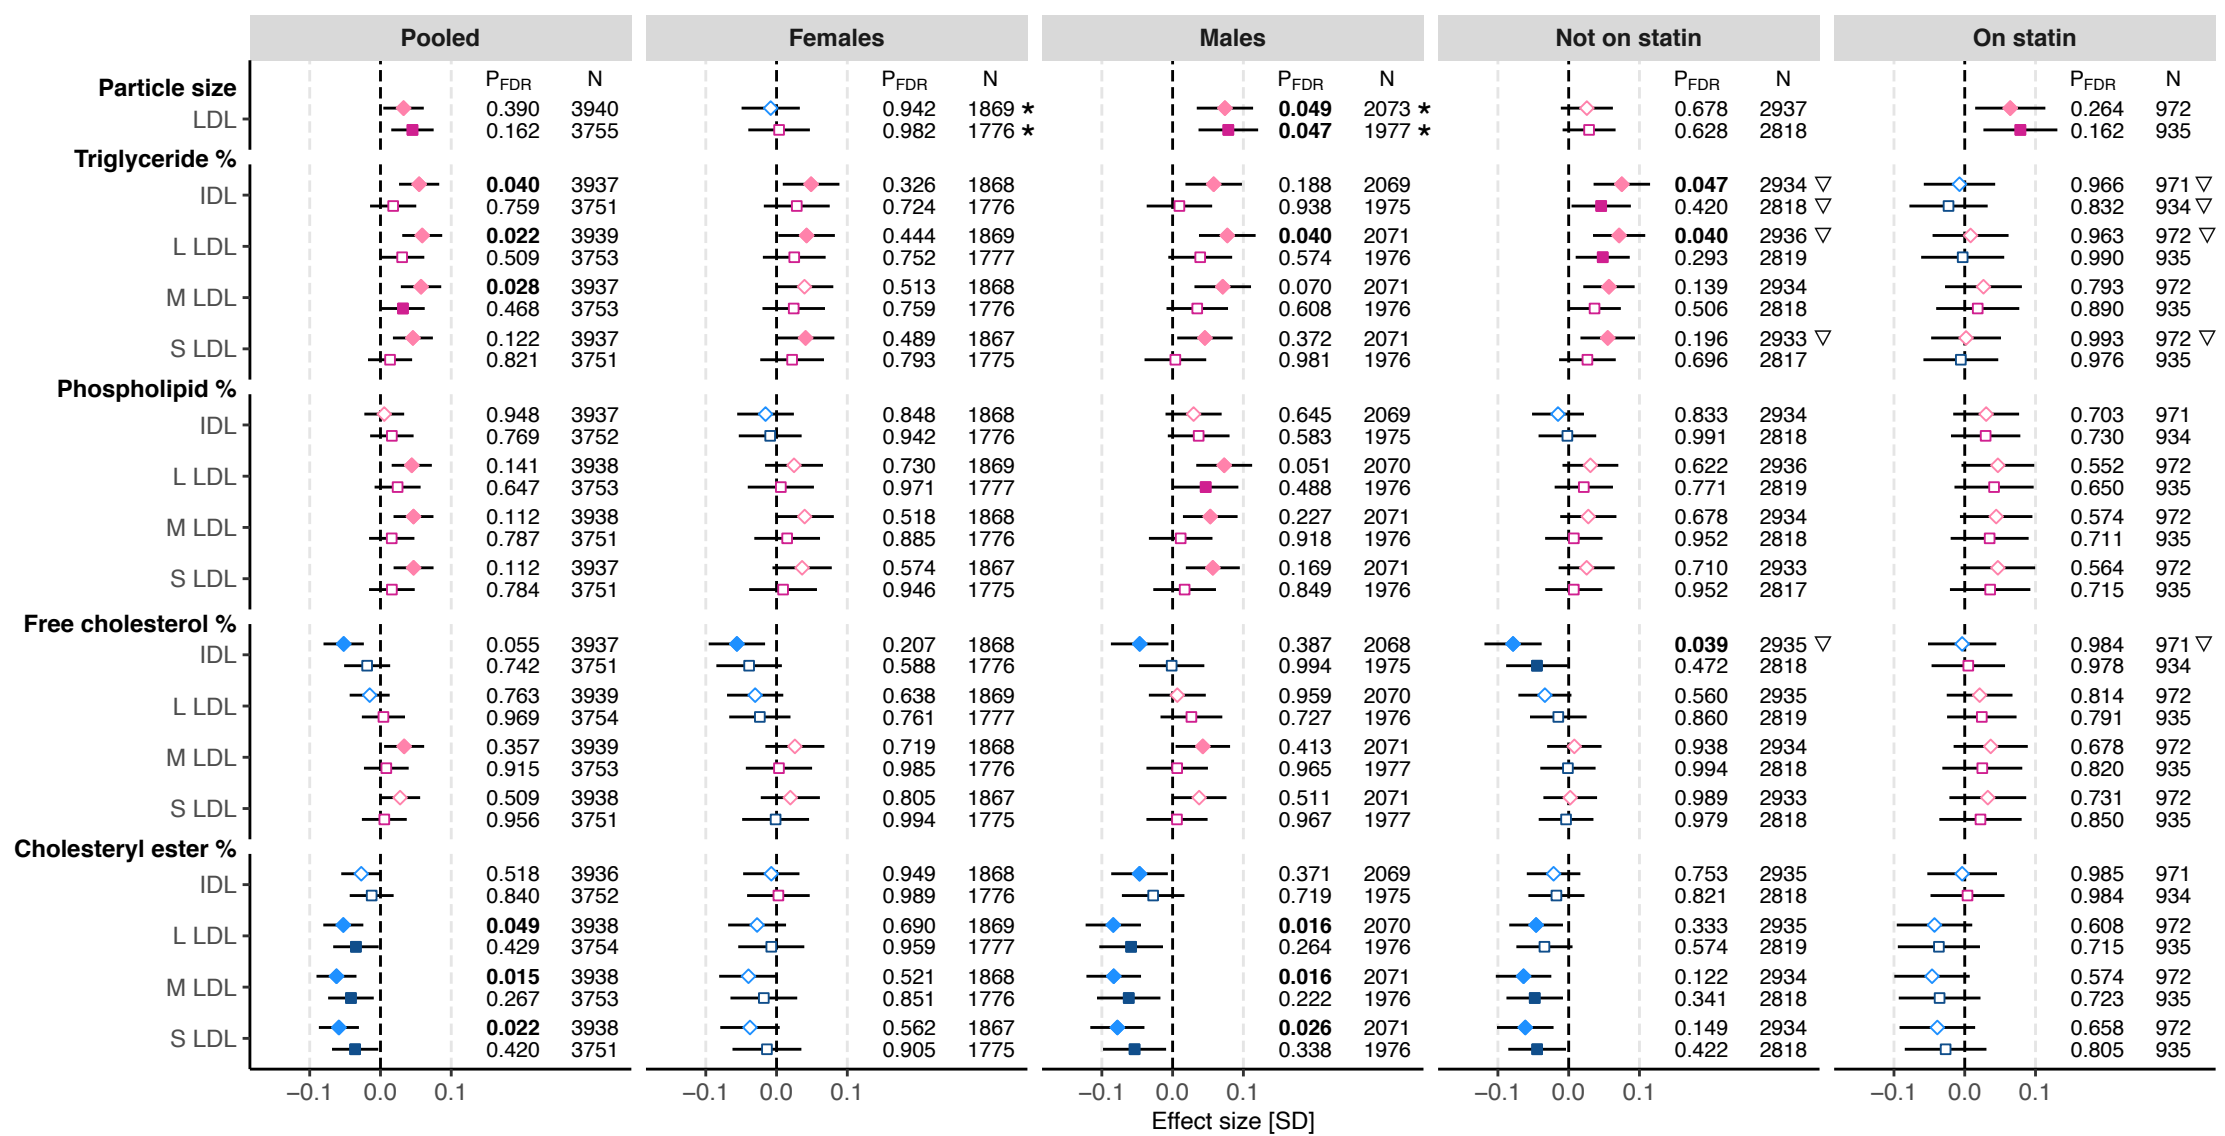 Pooled Females Males Not on statin On statin
P_FDR N P_FDR N P_FDR N P_FDR N P_FDR N
Particle size
LDL
0.390 3940 0.942 1869 * 0.049 2073 * 0.678 2937 0.264 972
0.162 3755 0.982 1776 * 0.047 1977 * 0.628 2818 0.162 935
Triglyceride %
IDL
0.040 3937 0.326 1868 0.188 2069 0.047 2934 ▽ 0.966 971 ▽
0.759 3751 0.724 1776 0.938 1975 0.420 2818 ▽ 0.832 934 ▽
L LDL
0.022 3939 0.444 1869 0.040 2071 0.040 2936 ▽ 0.963 972 ▽
0.509 3753 0.752 1777 0.574 1976 0.293 2819 0.990 935
M LDL
0.028 3937 0.513 1868 0.070 2071 0.139 2934 0.793 972
0.468 3753 0.759 1776 0.608 1976 0.506 2818 0.890 935
S LDL
0.122 3937 0.489 1867 0.372 2071 0.196 2933 ▽ 0.993 972 ▽
0.821 3751 0.793 1775 0.981 1976 0.696 2817 0.976 935
Phospholipid %
IDL
0.948 3937 0.848 1868 0.645 2069 0.833 2934 0.703 971
0.769 3752 0.942 1776 0.583 1975 0.991 2818 0.730 934
L LDL
0.141 3938 0.730 1869 0.051 2070 0.622 2936 0.552 972
0.647 3753 0.971 1777 0.488 1976 0.771 2819 0.650 935
M LDL
0.112 3938 0.518 1868 0.227 2071 0.678 2934 0.574 972
0.787 3751 0.885 1776 0.918 1976 0.952 2818 0.711 935
S LDL
0.112 3937 0.574 1867 0.169 2071 0.710 2933 0.564 972
0.784 3751 0.946 1775 0.849 1976 0.952 2817 0.715 935
Free cholesterol %
IDL
0.055 3937 0.207 1868 0.387 2068 0.039 2935 ▽ 0.984 971 ▽
0.742 3751 0.588 1776 0.994 1975 0.472 2818 0.978 934
L LDL
0.763 3939 0.638 1869 0.959 2070 0.560 2935 0.814 972
0.969 3754 0.761 1777 0.727 1976 0.860 2819 0.791 935
M LDL
0.357 3939 0.719 1868 0.413 2071 0.938 2934 0.678 972
0.915 3753 0.985 1776 0.965 1977 0.994 2818 0.820 935
S LDL
0.509 3938 0.805 1867 0.511 2071 0.989 2933 0.731 972
0.956 3751 0.994 1775 0.967 1977 0.979 2818 0.850 935
Cholesteryl ester %
IDL
0.518 3936 0.949 1868 0.371 2069 0.753 2935 0.985 971
0.840 3752 0.989 1776 0.719 1975 0.821 2818 0.984 934
L LDL
0.049 3938 0.690 1869 0.016 2070 0.333 2935 0.608 972
0.429 3754 0.959 1777 0.264 1976 0.574 2819 0.715 935
M LDL
0.015 3938 0.521 1868 0.016 2071 0.122 2934 0.574 972
0.267 3753 0.851 1776 0.222 1976 0.341 2818 0.723 935
S LDL
0.022 3938 0.562 1867 0.026 2071 0.149 2934 0.658 972
0.420 3751 0.905 1775 0.338 1976 0.422 2818 0.805 935
−0.1 0.0 0.1 −0.1 0.0 0.1 −0.1 0.0 0.1 −0.1 0.0 0.1 −0.1 0.0 0.1
Effect size [SD]